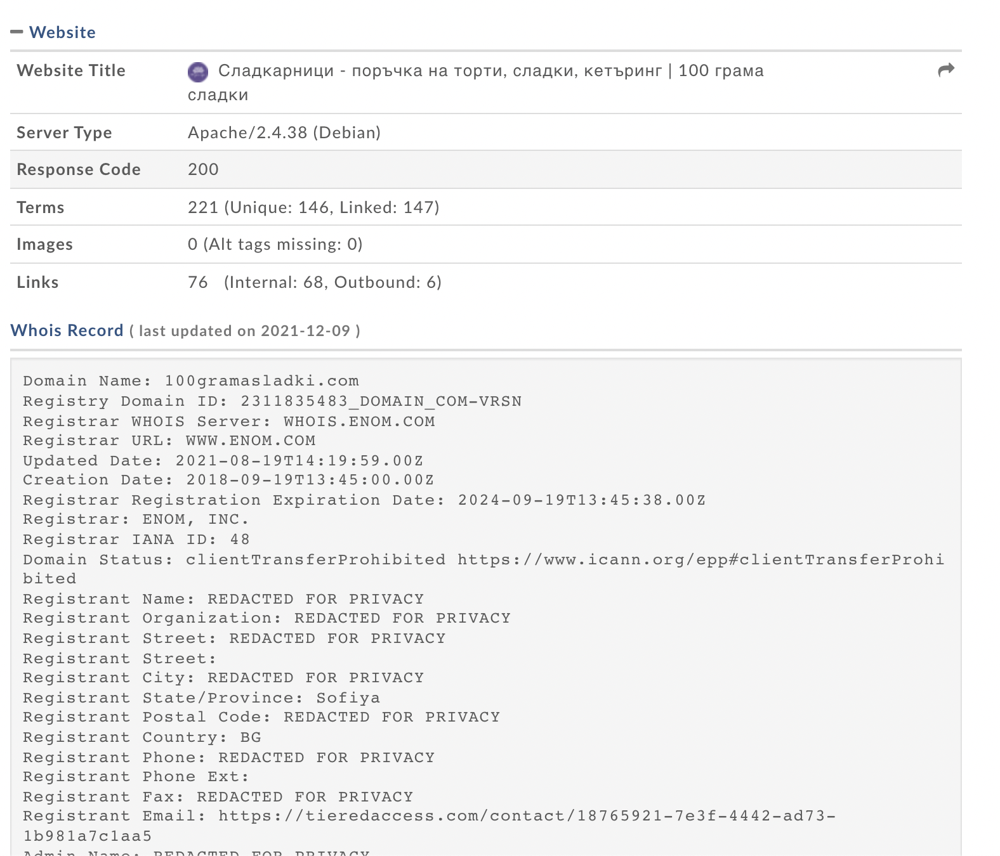 Website
Website Title Сладкарници - поръчка на торти, сладки, кетъринг | 100 грама
сладки
Server Type Apache/2.4.38 (Debian)
Response Code 200
Terms 221 (Unique: 146, Linked: 147)
Images 0 (Alt tags missing: 0)
Links 76 (Internal: 68, Outbound: 6)
Whois Record ( last updated on 2021-12-09 )
Domain Name: 100gramasladki.com
Registry Domain ID: 2311835483_DOMAIN_COM-VRSN
Registrar WHOIS Server: WHOIS.ENOM.COM
Registrar URL: WWW.ENOM.COM
Updated Date: 2021-08-19T14:19:59.00Z
Creation Date: 2018-09-19T13:45:00.00Z
Registrar Registration Expiration Date: 2024-09-19T13:45:38.00Z
Registrar: ENOM, INC.
Registrar IANA ID: 48
Domain Status: clientTransferProhibited https://www.icann.org/epp#clientTransferProhi
bited
Registrant Name: REDACTED FOR PRIVACY
Registrant Organization: REDACTED FOR PRIVACY
Registrant Street: REDACTED FOR PRIVACY
Registrant Street:
Registrant City: REDACTED FOR PRIVACY
Registrant State/Province: Sofiya
Registrant Postal Code: REDACTED FOR PRIVACY
Registrant Country: BG
Registrant Phone: REDACTED FOR PRIVACY
Registrant Phone Ext:
Registrant Fax: REDACTED FOR PRIVACY
Registrant Email: https://tieredaccess.com/contact/18765921-7e3f-4442-ad73-
1b981a7c1aa5
Admin Name: REDACTED FOR PRIVACY